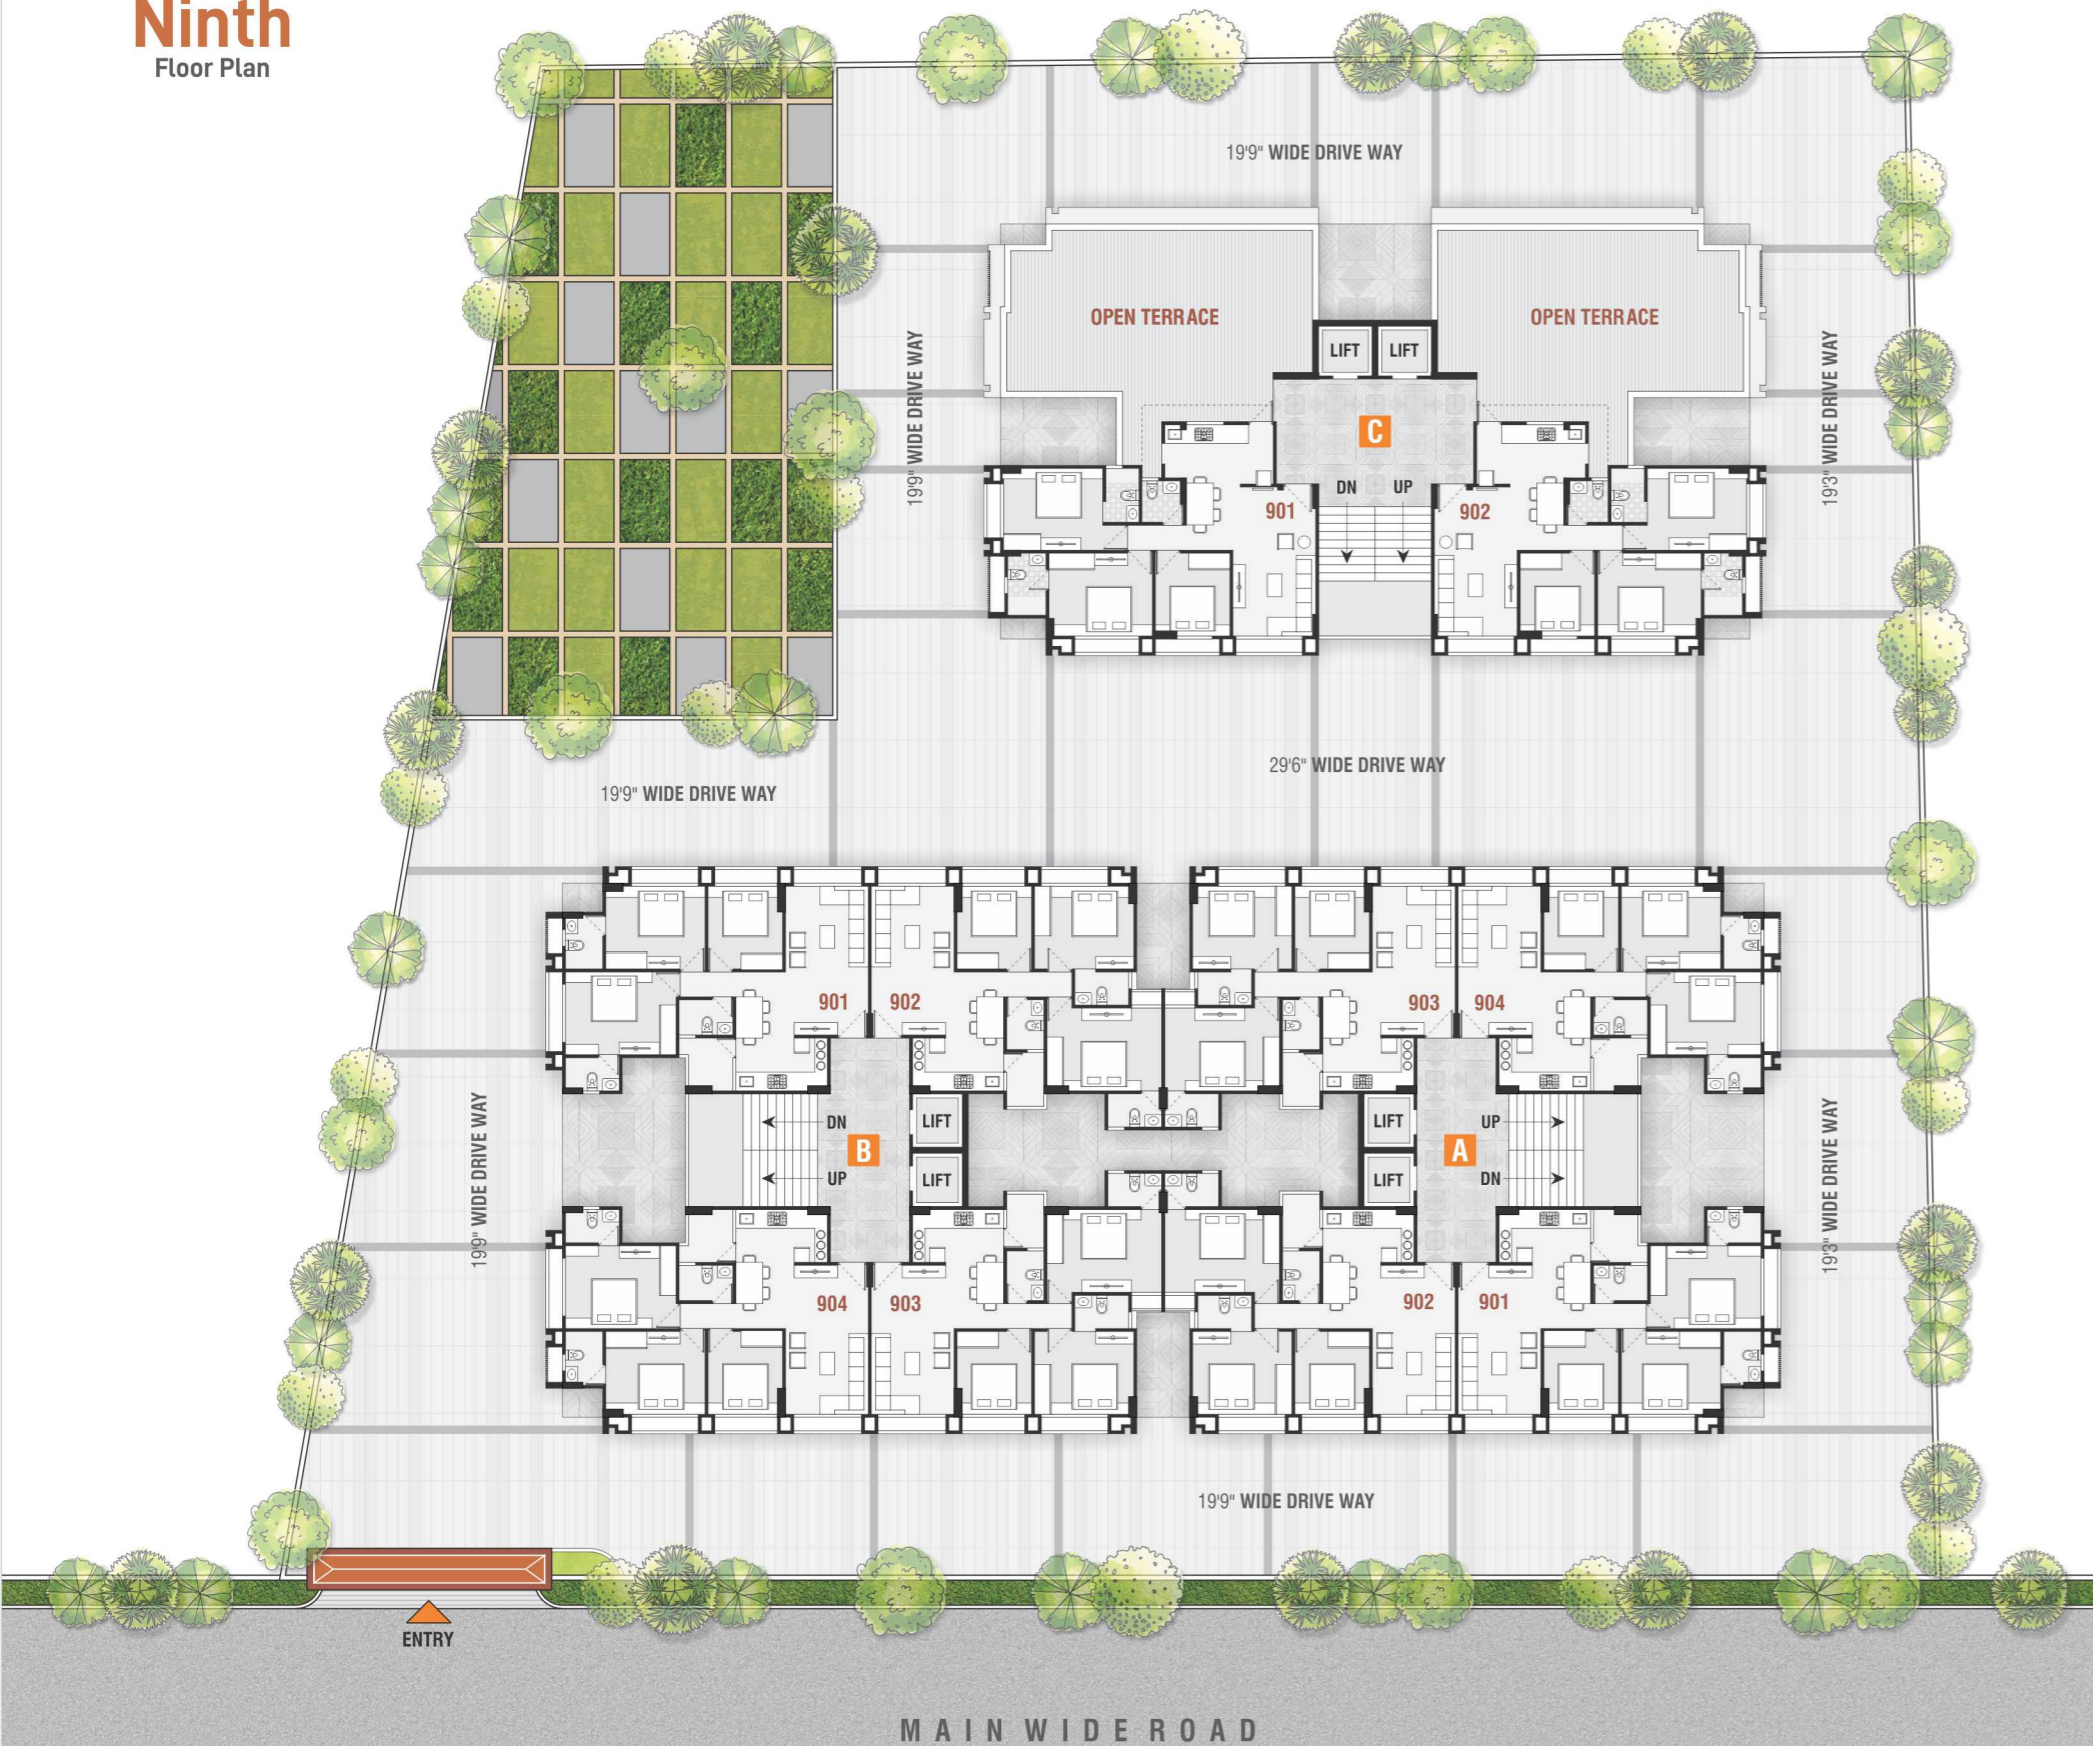 Ninth
Floor Plan
19'9" WIDE DRIVE WAY
OPEN TERRACE
OPEN TERRACE
LIFT
LIFT
19'9" WIDE DRIVE WAY
19'3" WIDE DRIVE WAY
C
DN
UP
901
902
29'6" WIDE DRIVE WAY
19'9" WIDE DRIVE WAY
901
902
903
904
DN
LIFT
LIFT
UP
B
A
UP
LIFT
LIFT
DN
19'9" WIDE DRIVE WAY
19'3" WIDE DRIVE WAY
904
903
902
901
19'9" WIDE DRIVE WAY
ENTRY
MAIN WIDE ROAD